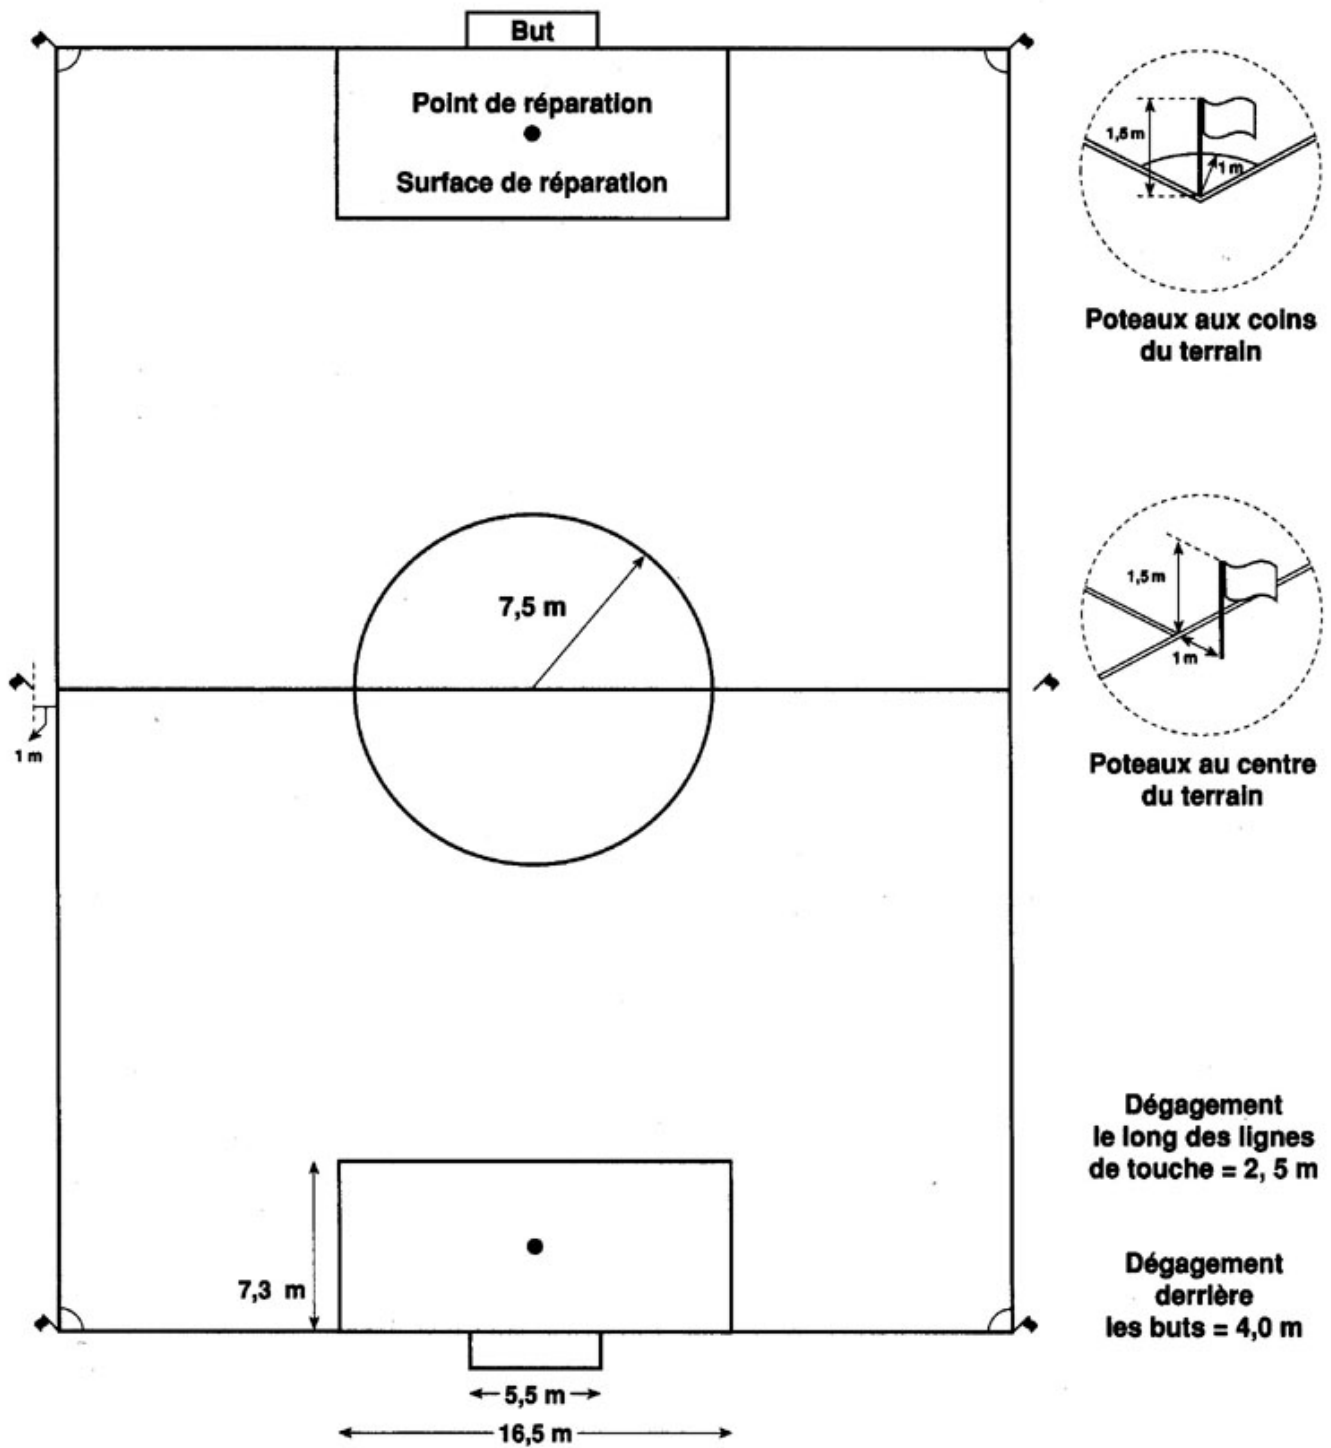 But
Point de réparation
Surface de réparation
1,5 m
1 m
Poteaux aux coins
du terrain
7,5 m
1,5 m
1 m
1 m
Poteaux au centre
du terrain
Dégagement
le long des lignes
de touche = 2, 5 m
7,3 m
Dégagement
derrière
les buts = 4,0 m
5,5 m
16,5 m